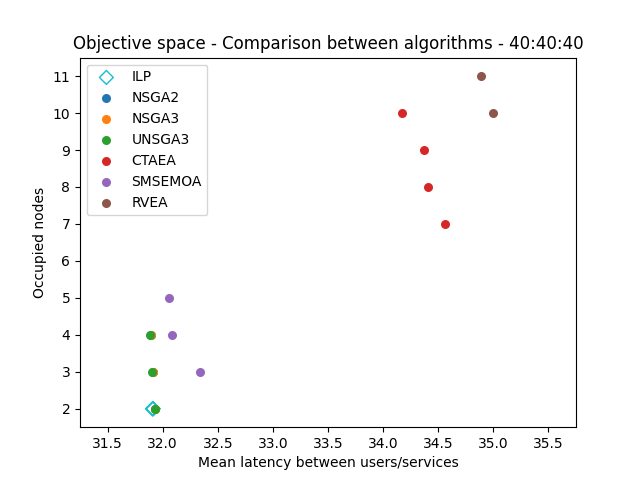 Objective space - Comparison between algorithms - 40:40:40
ILP
NSGA2
NSGA3
UNSGA3
CTAEA
SMSEMOA
RVEA
11
10
9
8
7
6
5
4
3
2
Occupied nodes
31.5 32.0 32.5 33.0 33.5 34.0 34.5 35.0 35.5
Mean latency between users/services